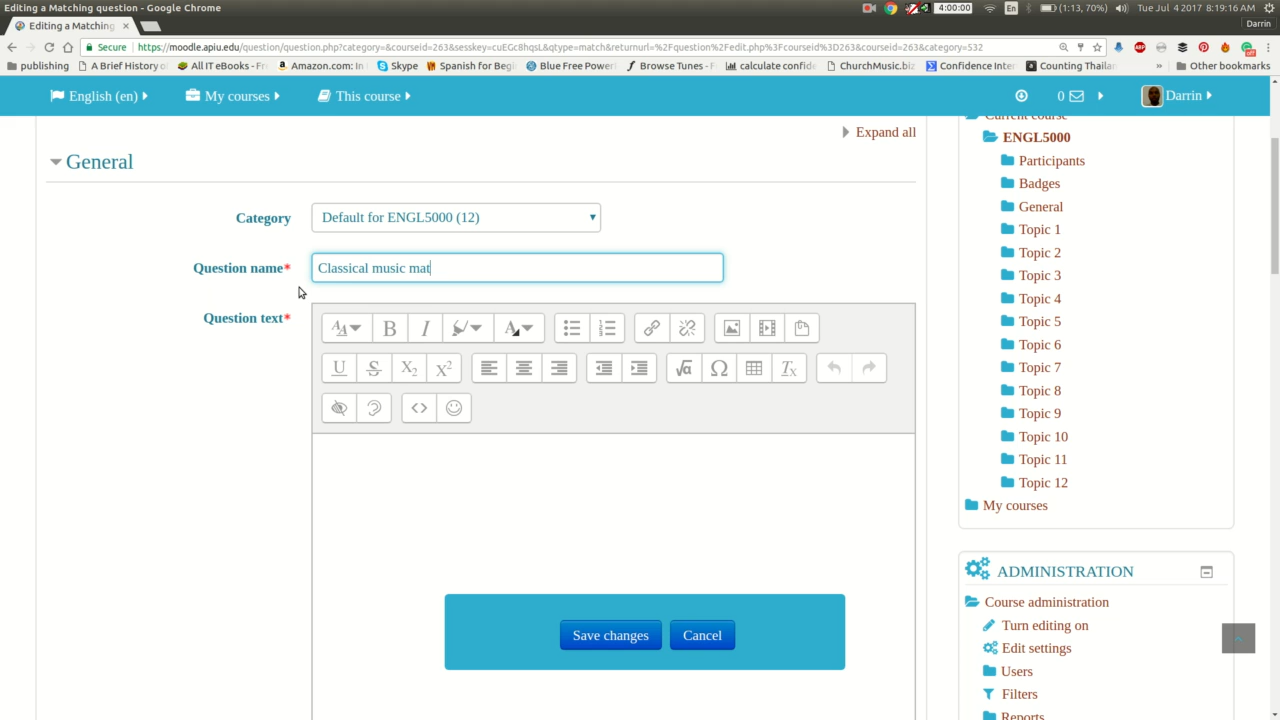 Editing a Matching question - Google Chrome
4:00:00
En
(1:13, 70%)
Tue Jul 4 2017 8:19:16 AM
Editing a Matching
Darrin
Secure
https://moodle.apiu.edu/question/question.php?category=&courseid=263&sesskey=cuEGc8hqsL&qtype=match&returnurl=%2Fquestion%2Fedit.php%3Fcourseid%3D263&courseid=263&category=532
publishing
A Brief History o
All IT eBooks - Fr
Amazon.com: In
Skype
Spanish for Begi
Blue Free Power
Browse Tunes - F
calculate confid
ChurchMusic.biz
Confidence Inter
Counting Thailan
»
Other bookmarks
English (en)
My courses
This course
0
Darrin
Expand all
General
Category
Default for ENGL5000 (12)
Question name*
Classical music mat
Question text*
Save changes
Cancel
Current course
ENGL5000
Participants
Badges
General
Topic 1
Topic 2
Topic 3
Topic 4
Topic 5
Topic 6
Topic 7
Topic 8
Topic 9
Topic 10
Topic 11
Topic 12
My courses
ADMINISTRATION
Course administration
Turn editing on
Edit settings
Users
Filters
Reports